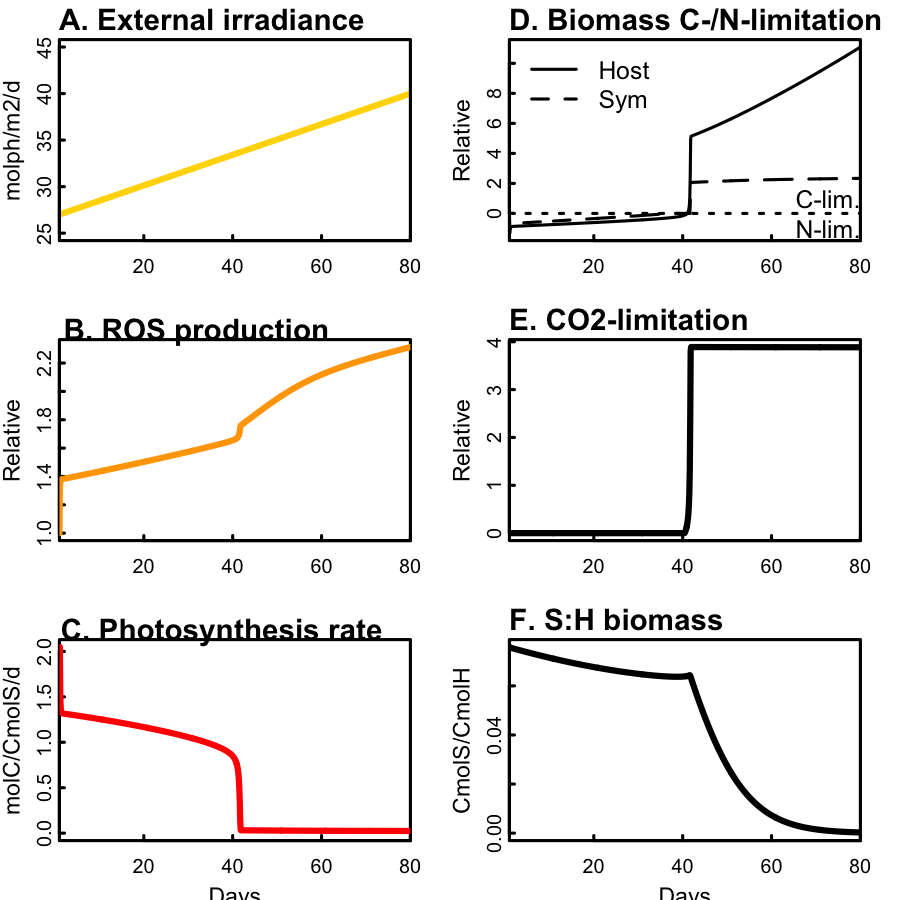 A. External irradiance
molph/m2/d
25
30
35
40
45
20
40
60
80
D. Biomass C-/N-limitation
Relative
0
2
4
6
8
Host
Sym
C-lim.
N-lim.
20
40
60
80
B. ROS production
Relative
1.0
1.4
1.8
2.2
20
40
60
80
E. CO2-limitation
Relative
0
1
2
3
4
20
40
60
80
C. Photosynthesis rate
molC/CmolS/d
0.0
0.5
1.0
1.5
2.0
20
40
60
80
Days
F. S:H biomass
CmolS/CmolH
0.00
0.04
20
40
60
80
Days